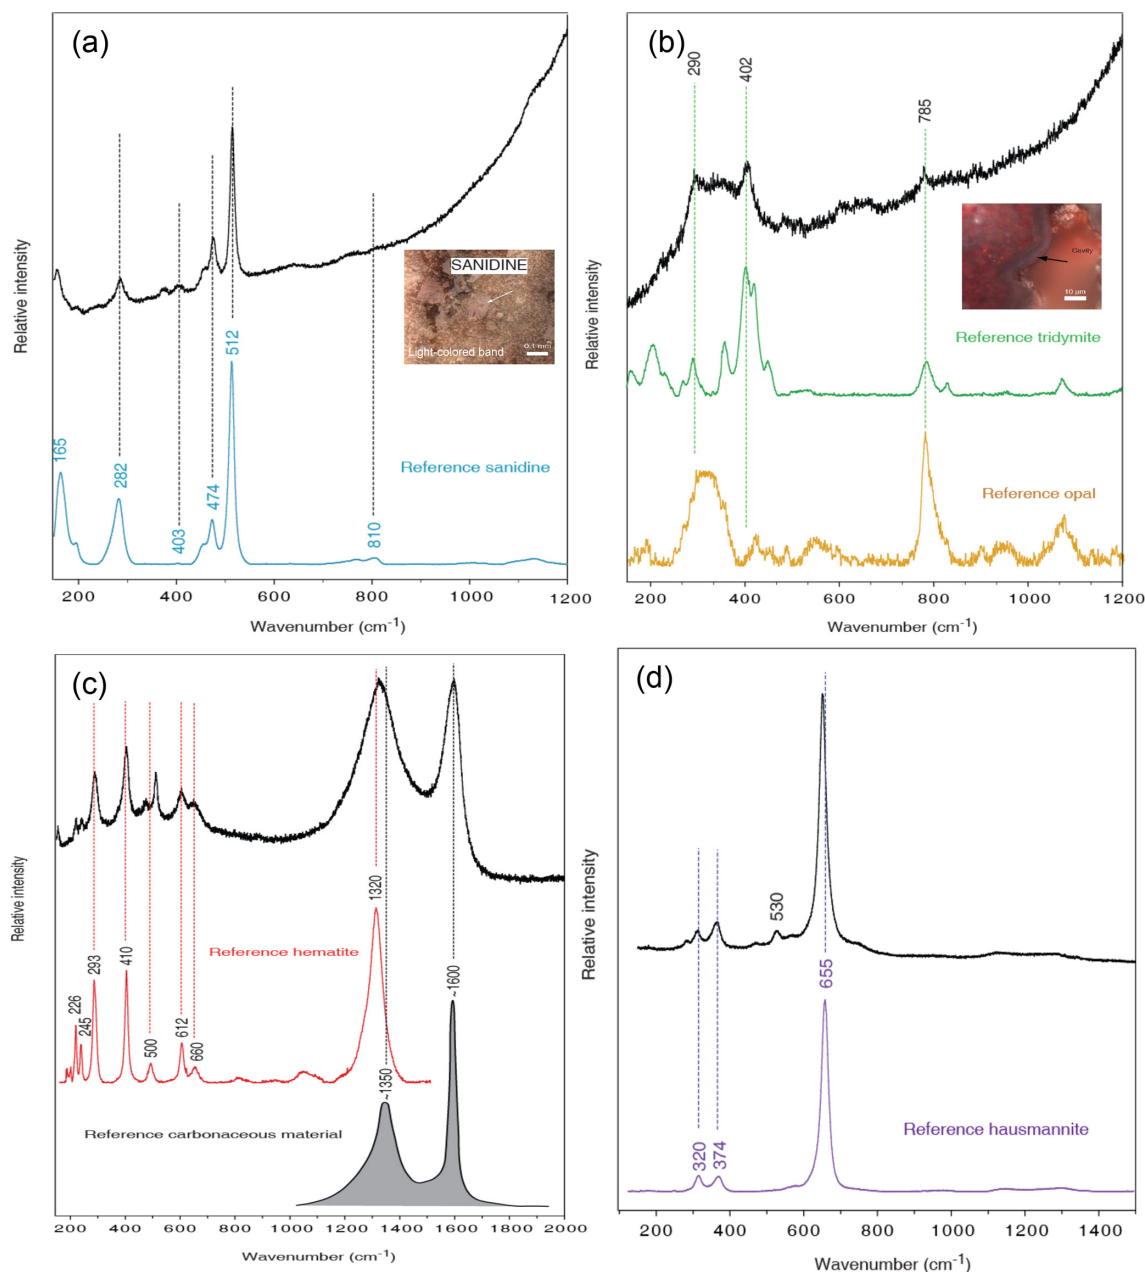 (a)
Relative intensity
SANIDINE
Light-colored band
0.1 mm
165
282
403
474
512
810
Reference sanidine
200
400
600
800
1000
1200
Wavenumber (cm-1)
(b)
290
402
785
Relative intensity
Cavity
10 µm
Reference tridymite
Reference opal
200
400
600
800
1000
1200
Wavenumber (cm-1)
(c)
Relative intensity
Reference hematite
226
245
293
410
500
612
660
1320
~1350
~1600
Reference carbonaceous material
200
400
600
800
1000
1200
1400
1600
1800
2000
Wavenumber (cm-1)
(d)
Relative intensity
530
655
320
374
Reference hausmannite
200
400
600
800
1000
1200
1400
Wavenumber (cm-1)